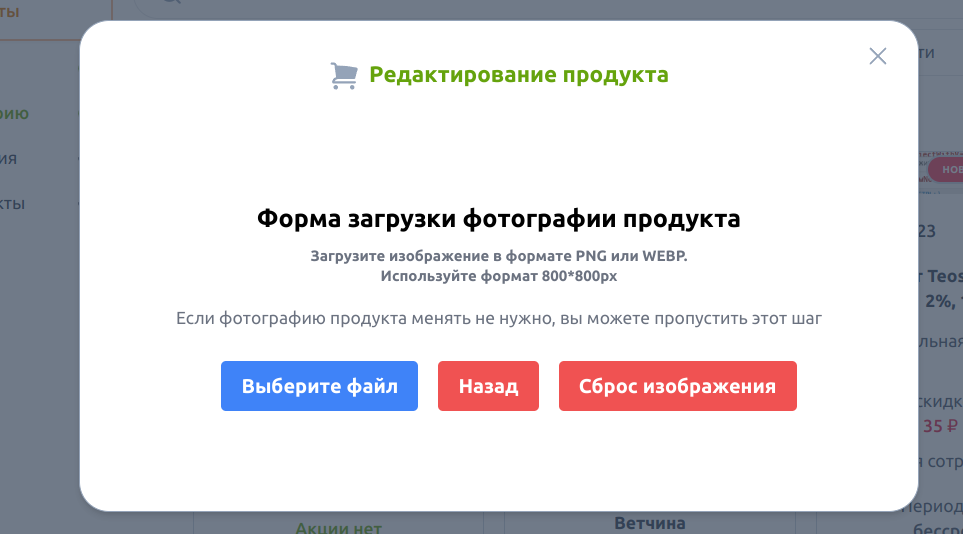 ты
Редактирование продукта
ти
рию
ия
кты
НОВ
Форма загрузки фотографии продукта
23
Загрузите изображение в формате PNG или WEBP.
Используйте формат 800*800px
т Teos
2%,
Если фотографию продукта менять не нужно, вы можете пропустить этот шаг
льная
Выберите файл Назад Сброс изображения
скидк
35 ₽
я сотр
Период
бесср
Акции нет
Ветчина